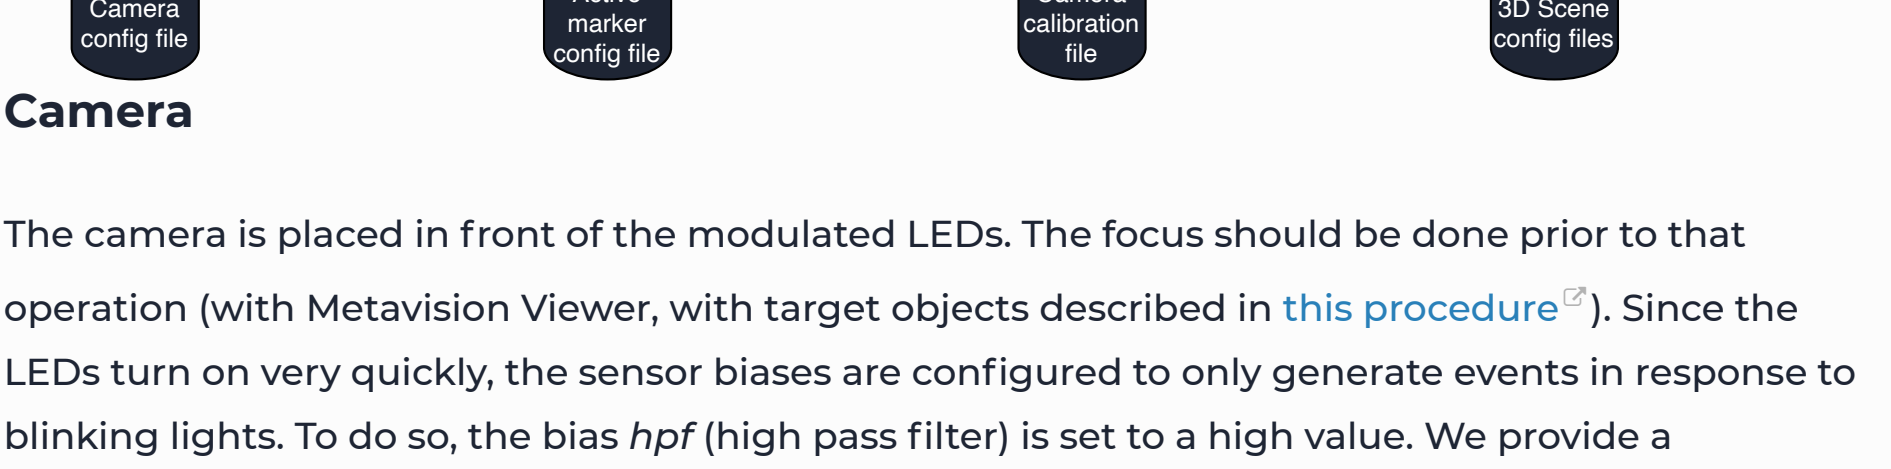 Camera
config file
marker
config file
calibration
file
3D Scene
config files
Camera
The camera is placed in front of the modulated LEDs. The focus should be done prior to that
operation (with Metavision Viewer, with target objects described in this procedure). Since the
LEDs turn on very quickly, the sensor biases are configured to only generate events in response to
blinking lights. To do so, the bias hpf (high pass filter) is set to a high value. We provide a